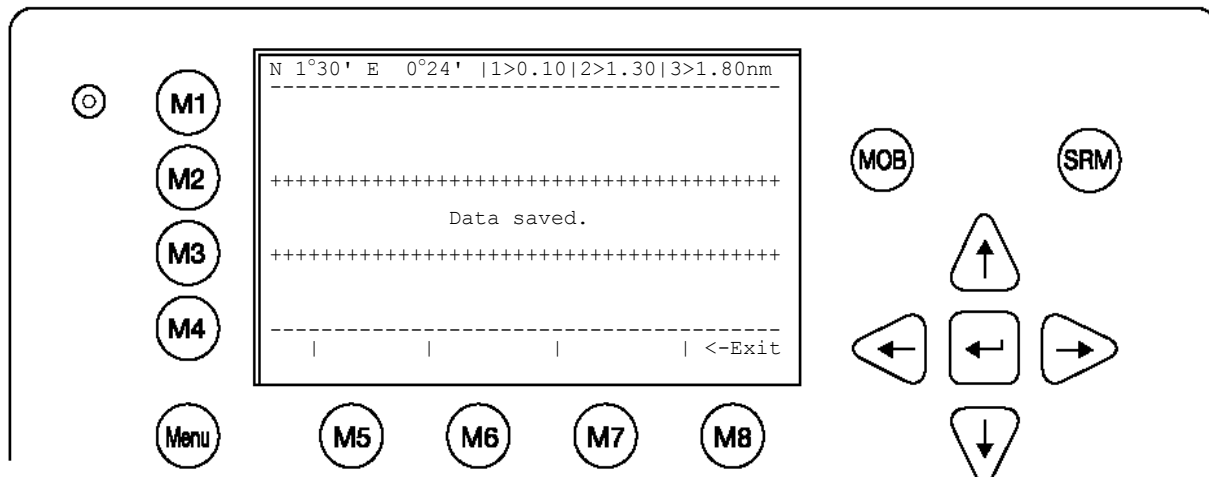 N 1°30' E  0°24' |1>0.10|2>1.30|3>1.80nm
----------------------------------------
++++++++++++++++++++++++++++++++++++++++
Data saved.
++++++++++++++++++++++++++++++++++++++++
----------------------------------------
| | | | <-Exit
M1
M2
M3
M4
Menu
M5 M6 M7 M8
MOB SRM